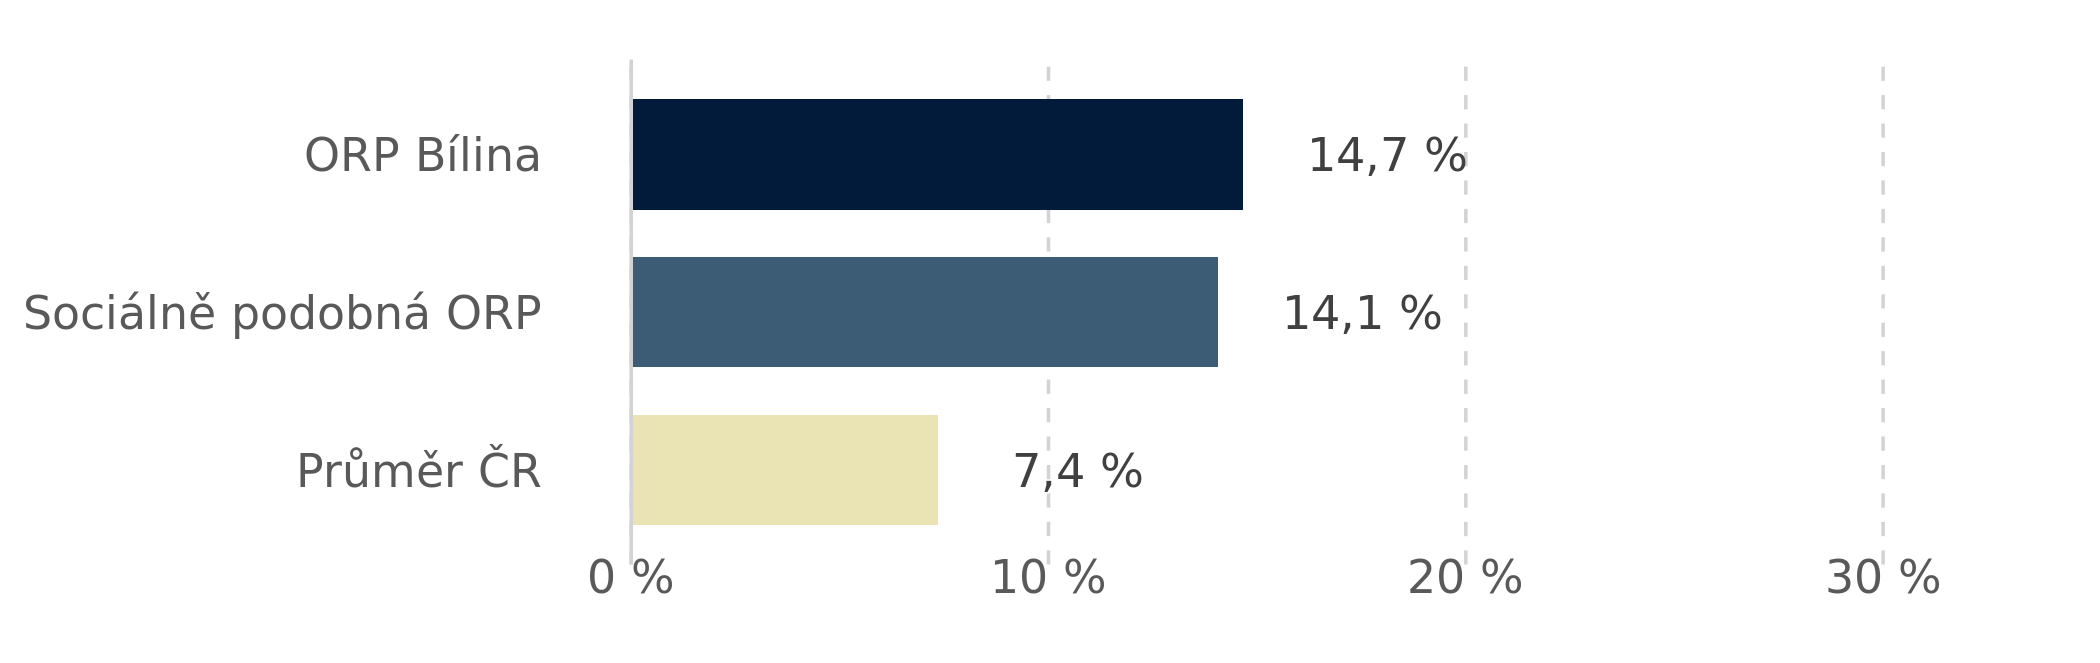 ORP Bílina
14,7 %
Sociálně podobná ORP
14,1 %
Průměr ČR
7,4 %
0 %
10 %
20 %
30 %